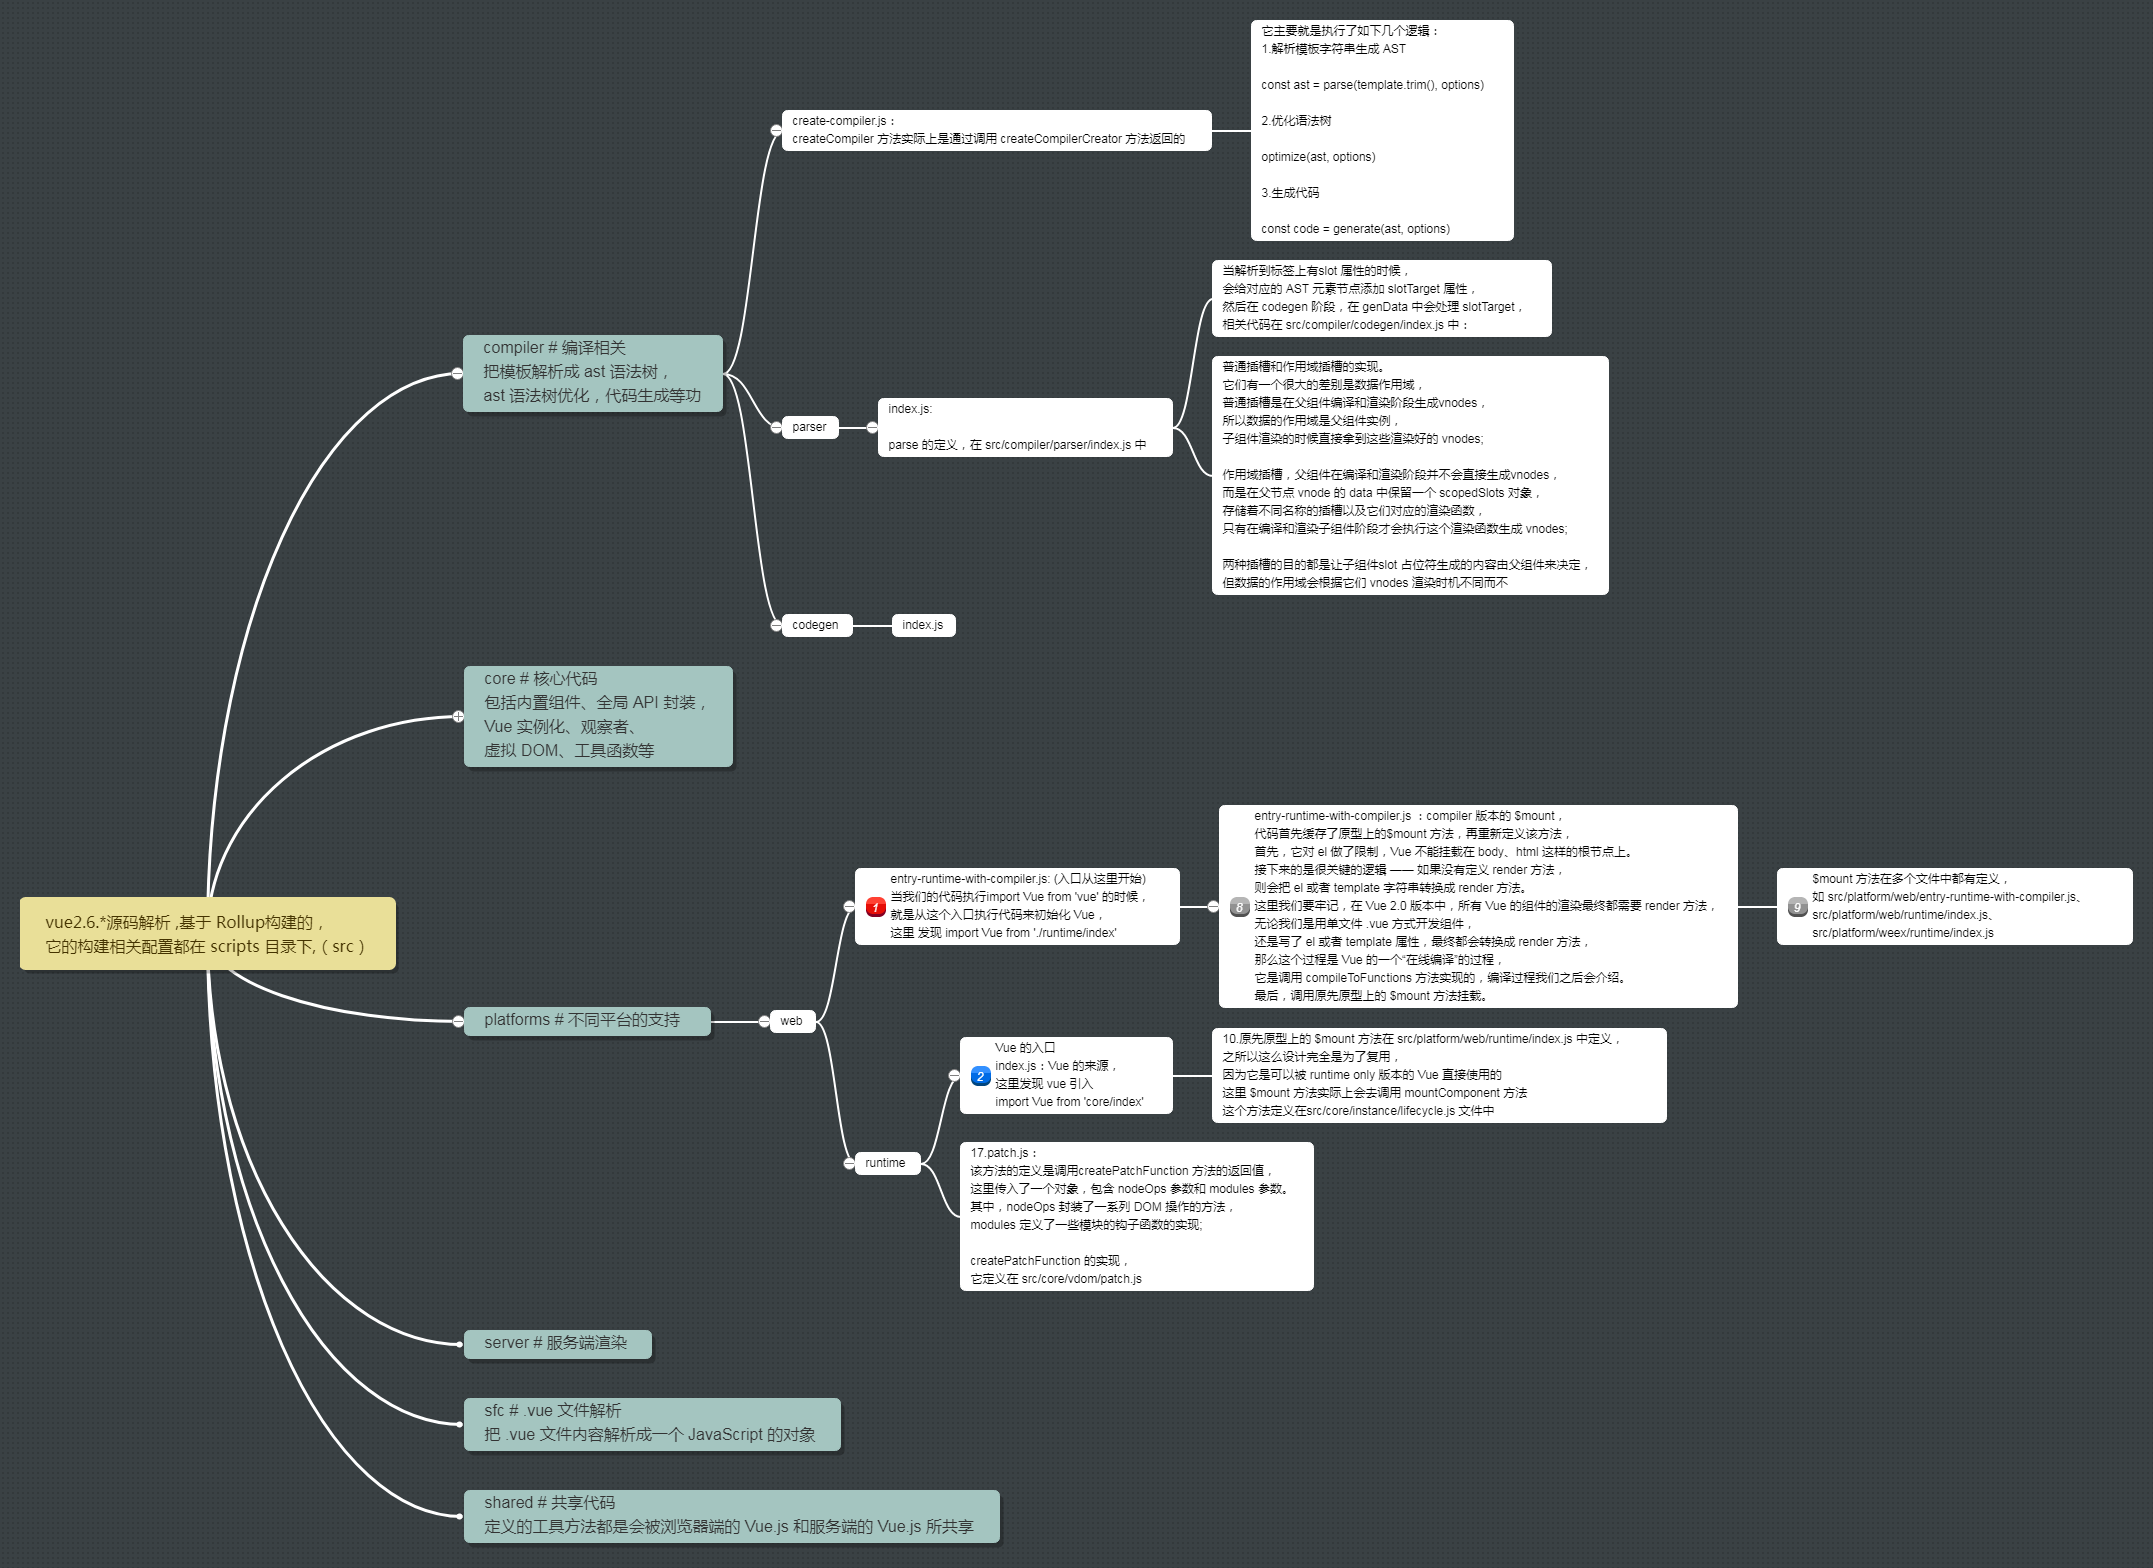 vue2.6.*源码解析 ,基于 Rollup构建的，
它的构建相关配置都在 scripts 目录下,（ src ）
compiler # 编译相关
把模板解析成 ast 语法树，
ast 语法树优化，代码生成等功
create-compiler.js：
createCompiler 方法实际上是通过调用 createCompilerCreator 方法返回的
它主要就是执行了如下几个逻辑：
1.解析模板字符串生成 AST
const ast = parse(template.trim(), options)
2.优化语法树
optimize(ast, options)
3.生成代码
const code = generate(ast, options)
parser
index.js:
parse 的定义，在 src/compiler/parser/index.js 中
当解析到标签上有slot 属性的时候，
会给对应的 AST 元素节点添加 slotTarget 属性，
然后在 codegen 阶段，在 genData 中会处理 slotTarget，
相关代码在 src/compiler/codegen/index.js 中：
普通插槽和作用域插槽的实现。
它们有一个很大的差别是数据作用域，
普通插槽是在父组件编译和渲染阶段生成vnodes，
所以数据的作用域是父组件实例，
子组件渲染的时候直接拿到这些渲染好的 vnodes;
作用域插槽，父组件在编译和渲染阶段并不会直接生成vnodes，
而是在父节点 vnode 的 data 中保留一个 scopedSlots 对象，
存储着不同名称的插槽以及它们对应的渲染函数，
只有在编译和渲染子组件阶段才会执行这个渲染函数生成 vnodes;
两种插槽的目的都是让子组件slot 占位符生成的内容由父组件来决定，
但数据的作用域会根据它们 vnodes 渲染时机不同而不
codegen
index.js
core # 核心代码
包括内置组件、全局 API 封装，
Vue 实例化、观察者、
虚拟 DOM、工具函数等
platforms # 不同平台的支持
web
1
entry-runtime-with-compiler.js: (入口从这里开始)
当我们的代码执行import Vue from 'vue' 的时候，
就是从这个入口执行代码来初始化 Vue，
这里 发现 import Vue from './runtime/index'
8
entry-runtime-with-compiler.js ：compiler 版本的 $mount，
代码首先缓存了原型上的$mount 方法，再重新定义该方法，
首先，它对 el 做了限制，Vue 不能挂载在 body、html 这样的根节点上。
接下来的是很关键的逻辑 —— 如果没有定义 render 方法，
则会把 el 或者 template 字符串转换成 render 方法。
这里我们要牢记，在 Vue 2.0 版本中，所有 Vue 的组件的渲染最终都需要 render 方法，
无论我们是用单文件 .vue 方式开发组件，
还是写了 el 或者 template 属性，最终都会转换成 render 方法，
那么这个过程是 Vue 的一个“在线编译”的过程，
它是调用 compileToFunctions 方法实现的，编译过程我们之后会介绍。
最后，调用原先原型上的 $mount 方法挂载。
9
$mount 方法在多个文件中都有定义，
如 src/platform/web/entry-runtime-with-compiler.js、
src/platform/web/runtime/index.js、
src/platform/weex/runtime/index.js
runtime
2
Vue 的入口
index.js：Vue 的来源，
这里发现 vue 引入
import Vue from 'core/index'
10.原先原型上的 $mount 方法在 src/platform/web/runtime/index.js 中定义，
之所以这么设计完全是为了复用，
因为它是可以被 runtime only 版本的 Vue 直接使用的
这里 $mount 方法实际上会去调用 mountComponent 方法
这个方法定义在src/core/instance/lifecycle.js 文件中
17.patch.js：
该方法的定义是调用createPatchFunction 方法的返回值，
这里传入了一个对象，包含 nodeOps 参数和 modules 参数。
其中，nodeOps 封装了一系列 DOM 操作的方法，
modules 定义了一些模块的钩子函数的实现;
createPatchFunction 的实现，
它定义在 src/core/vdom/patch.js
server # 服务端渲染
sfc # .vue 文件解析
把 .vue 文件内容解析成一个 JavaScript 的对象
shared # 共享代码
定义的工具方法都是会被浏览器端的 Vue.js 和服务端的 Vue.js 所共享